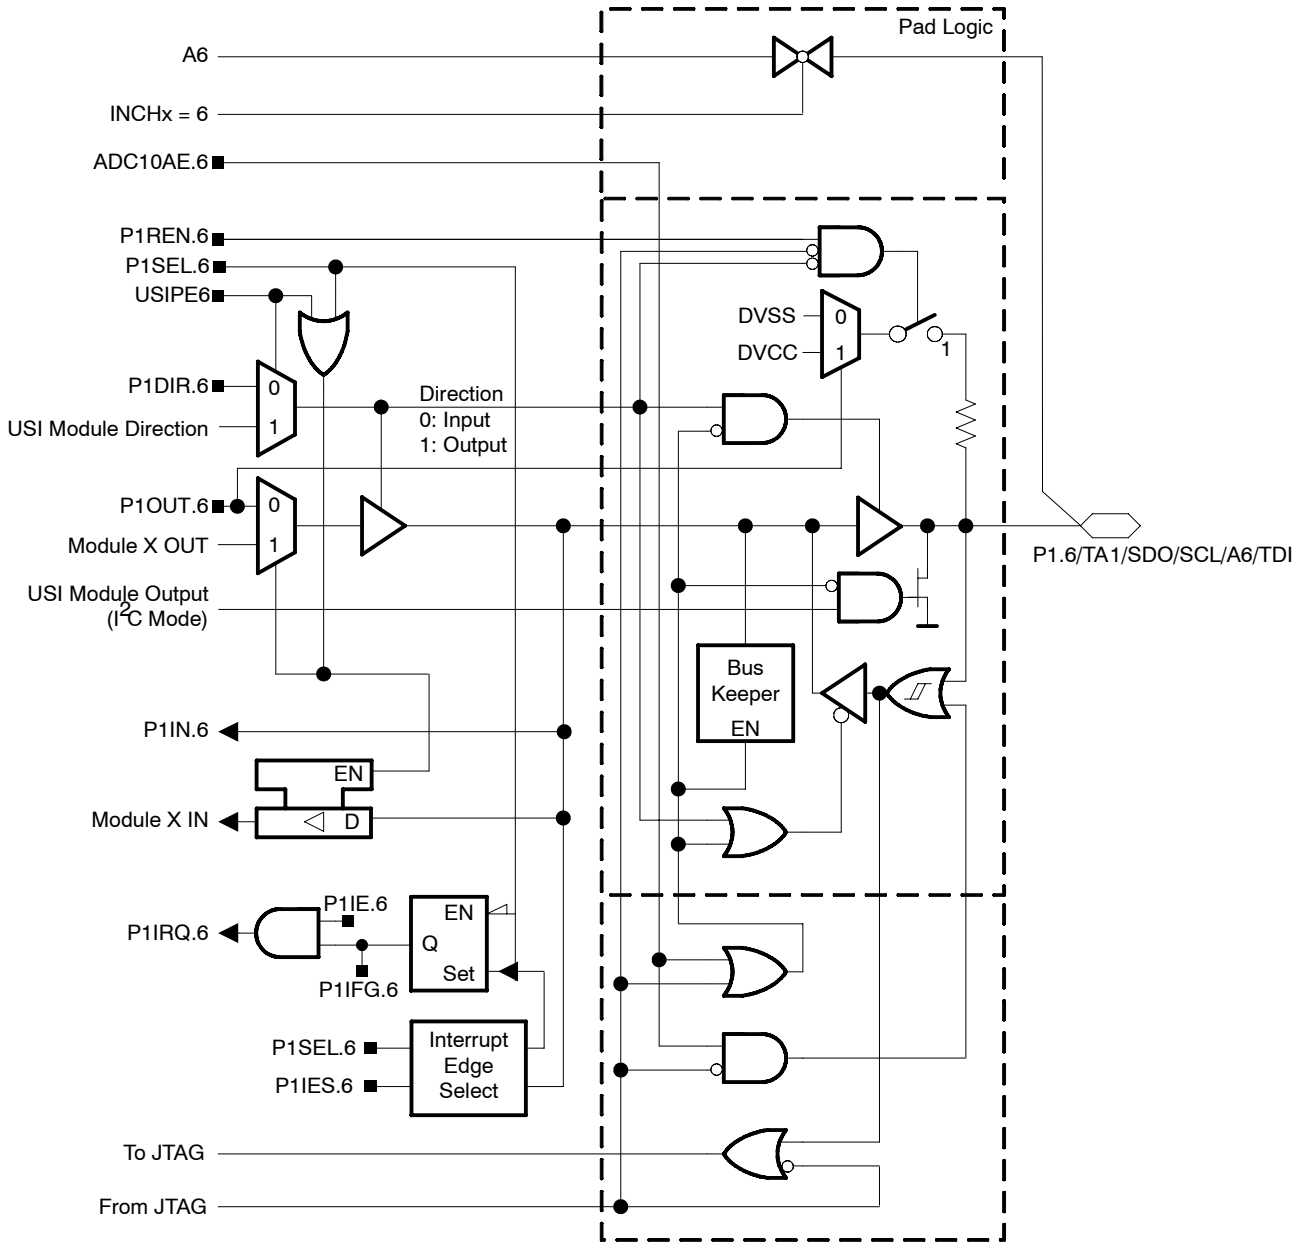 Pad Logic
A6
INCHx = 6
ADC10AE.6
P1REN.6
P1SEL.6
USIPE6
DVSS
0
DVCC
1
1
P1DIR.6
0
USI Module Direction
1
Direction
0: Input
1: Output
P1OUT.6
0
Module X OUT
1
P1.6/TA1/SDO/SCL/A6/TDI
USI Module Output
(I2C Mode)
Bus
Keeper
EN
P1IN.6
EN
Module X IN
D
P1IE.6
EN
P1IRQ.6
Q
Set
P1IFG.6
P1SEL.6
P1IES.6
Interrupt
Edge
Select
To JTAG
From JTAG